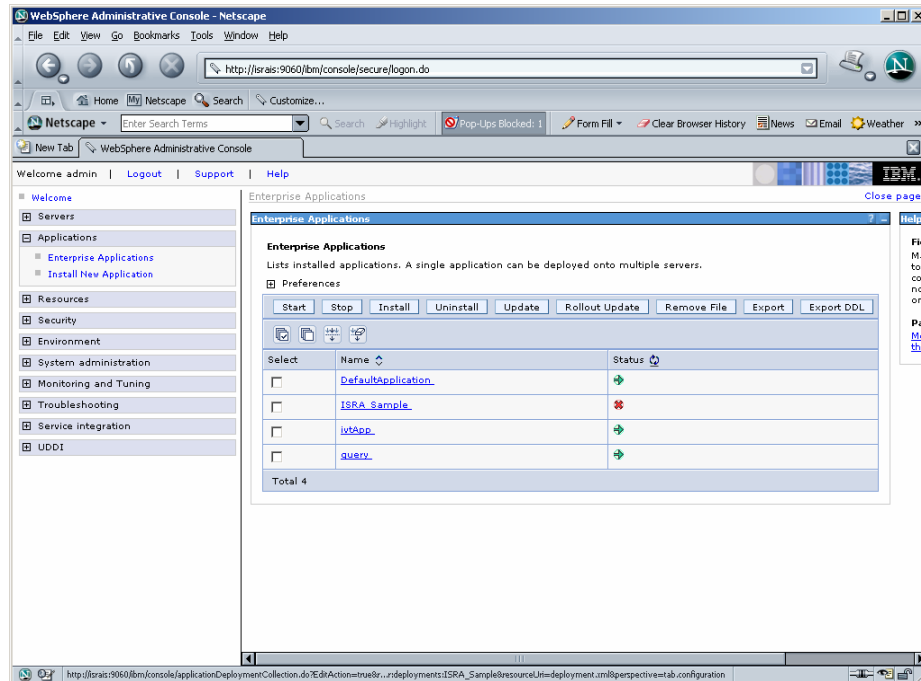 WebSphere Administrative Console - Netscape
File Edit View Go Bookmarks Tools Window Help
http://israis:9060/ibm/console/secure/logon.do
Home My Netscape Search Customize...
Netscape Enter Search Terms Search Highlight Pop-Ups Blocked: 1 Form Fill Clear Browser History News Email Weather »
New Tab WebSphere Administrative Console
Welcome admin | Logout | Support | Help IBM.
Welcome
Servers
Applications
Enterprise Applications
Install New Application
Resources
Security
Environment
System administration
Monitoring and Tuning
Troubleshooting
Service integration
UDDI
Enterprise Applications Close page
Enterprise Applications ? -
Enterprise Applications
Lists installed applications. A single application can be deployed onto multiple servers.
Preferences
Start Stop Install Uninstall Update Rollout Update Remove File Export Export DDL
Select Name Status
DefaultApplication
ISRA_Sample
ivtApp
query
Total 4
Help
http://israis:9060/ibm/console/applicationDeploymentCollection.do?EditAction=true&r...r:deployments:ISRA_Sample&resourceUri=deployment.xml&perspective=tab.configuration